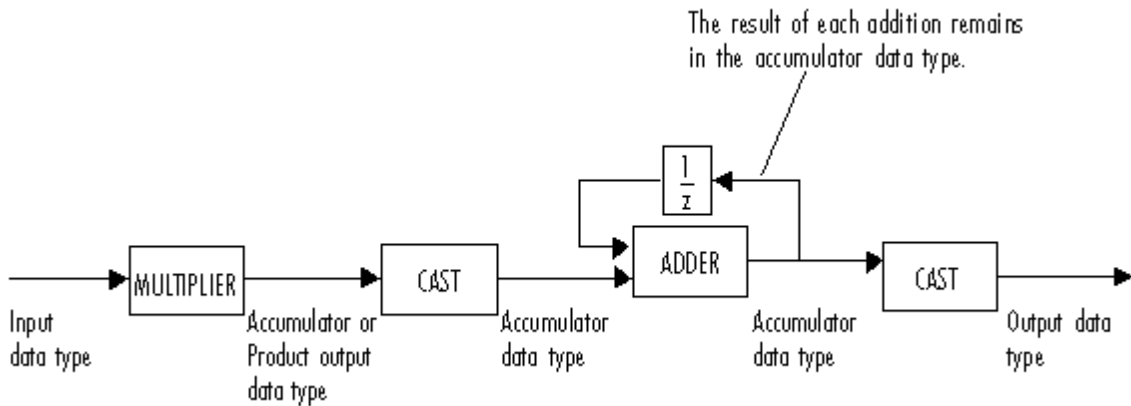 The result of each addition remains
in the accumulator data type.
1
z
MULTIPLIER
CAST
ADDER
CAST
Input
data type
Accumulator or
Product output
data type
Accumulator
data type
Accumulator
data type
Output data
type